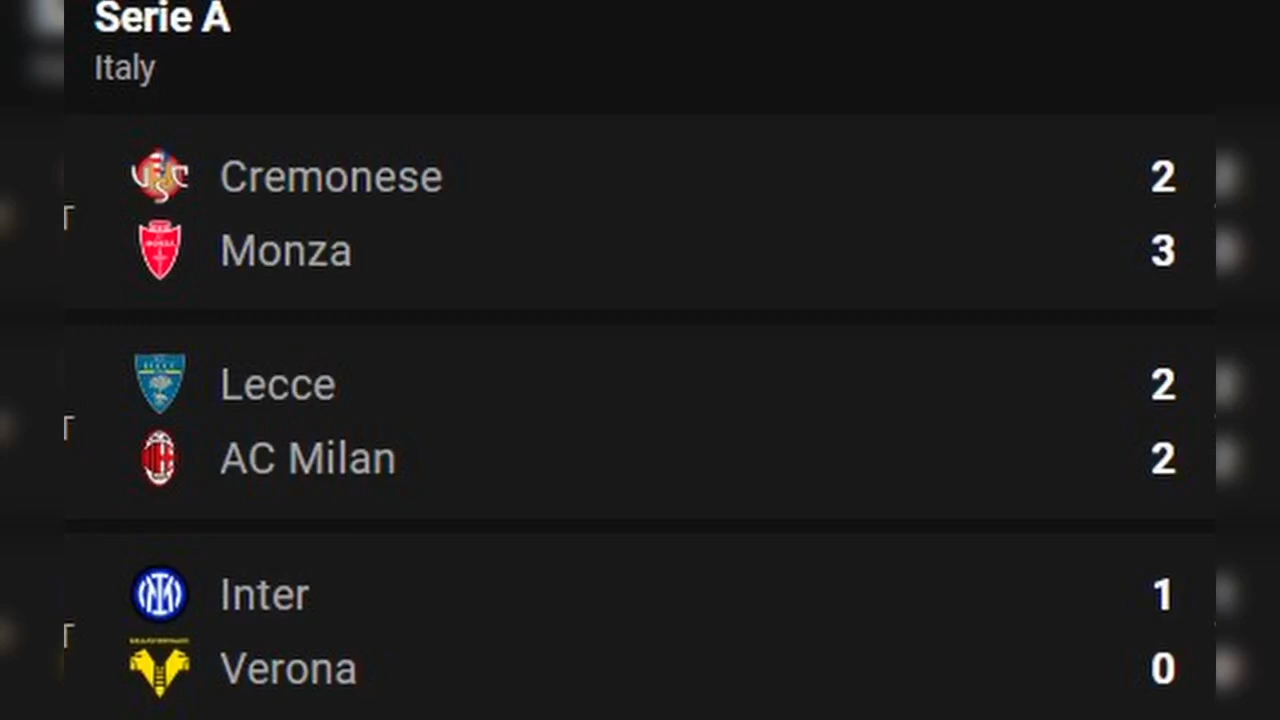 Serie A
Italy
Cremonese 2
Monza 3
T
Lecce 2
AC Milan 2
T
Inter 1
Verona 0
T